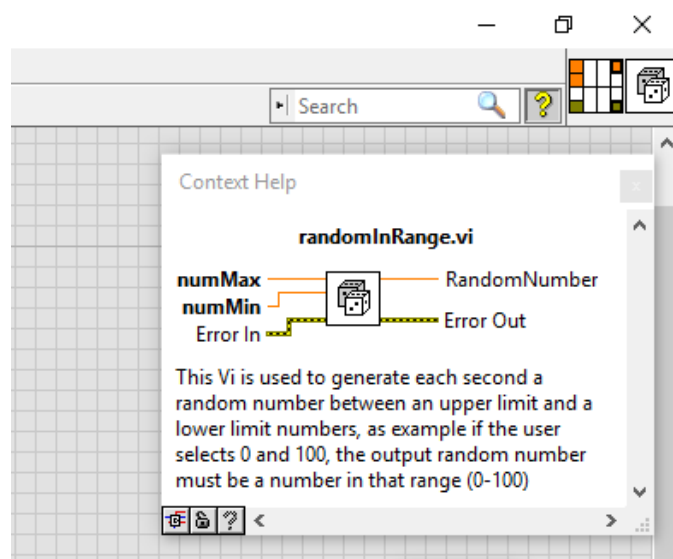 Search
Context Help
randomInRange.vi
numMax
RandomNumber
numMin
Error In
Error Out
This Vi is used to generate each second a
random number between an upper limit and a
lower limit numbers, as example if the user
selects 0 and 100, the output random number
must be a number in that range (0-100)